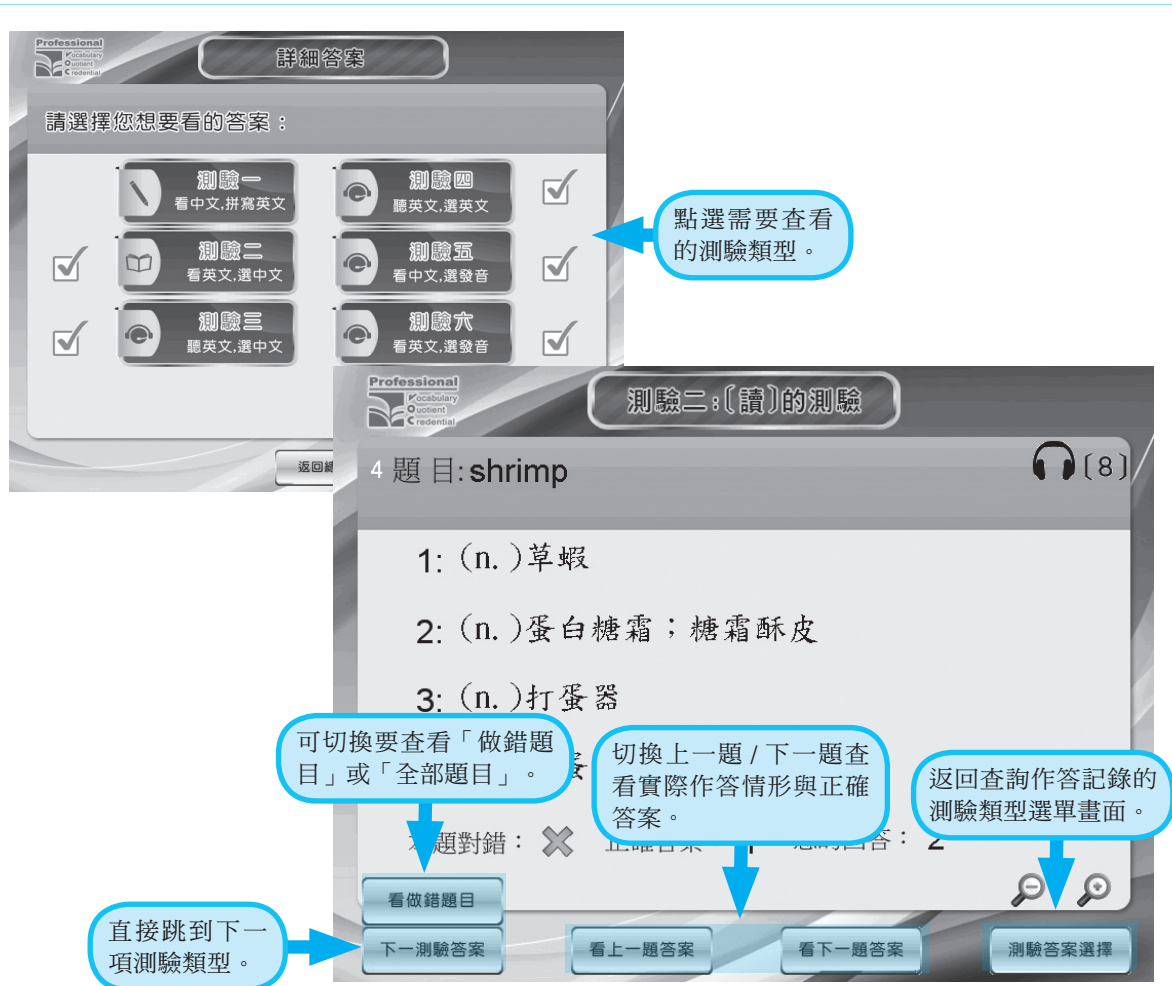 Professional
Vocabulary
Quotient
Credential
詳細答案
請選擇您想要看的答案：
測驗一
看中文,拼寫英文
測驗四
聽英文,選英文
測驗二
看英文,選中文
測驗五
看中文,選發音
測驗三
聽英文,選中文
測驗六
看英文,選發音
返回
點選需要查看
的測驗類型。
Professional
Vocabulary
Quotient
Credential
測驗二:〔讀〕的測驗
4 題 目: shrimp
〔8〕
1: (n.)草蝦
2: (n.)蛋白糖霜；糖霜酥皮
3: (n.)打蛋器
可切換要查看「做錯題
目」或「全部題目」。
切換上一題 / 下一題查
看實際作答情形與正確
答案。
返回查詢作答記錄的
測驗類型選單畫面。
題對錯： 2
看做錯題目
直接跳到下一
項測驗類型。
下一測驗答案
看上一題答案
看下一題答案
測驗答案選擇